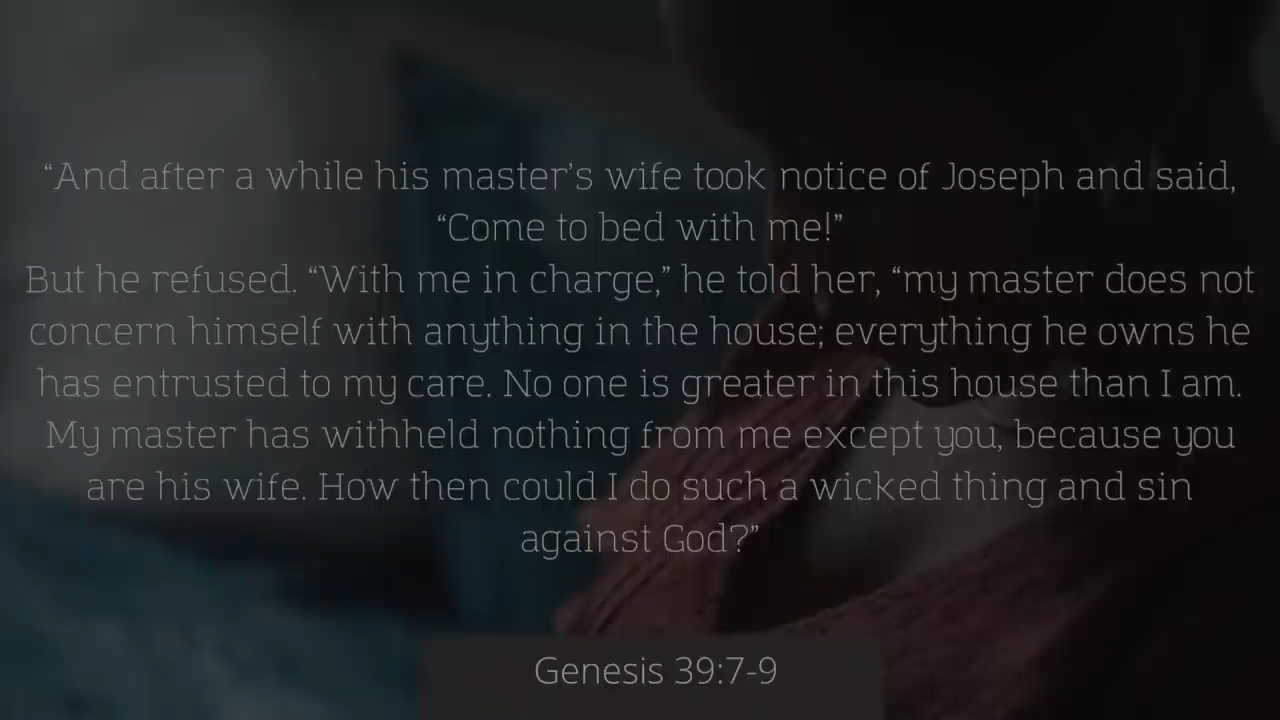 “And after a while his master’s wife took notice of Joseph and said,
“Come to bed with me!”
But he refused. “With me in charge,” he told her, “my master does not
concern himself with anything in the house; everything he owns he
has entrusted to my care. No one is greater in this house than I am.
My master has withheld nothing from me except you, because you
are his wife. How then could I do such a wicked thing and sin
against God?”
Genesis 39:7-9